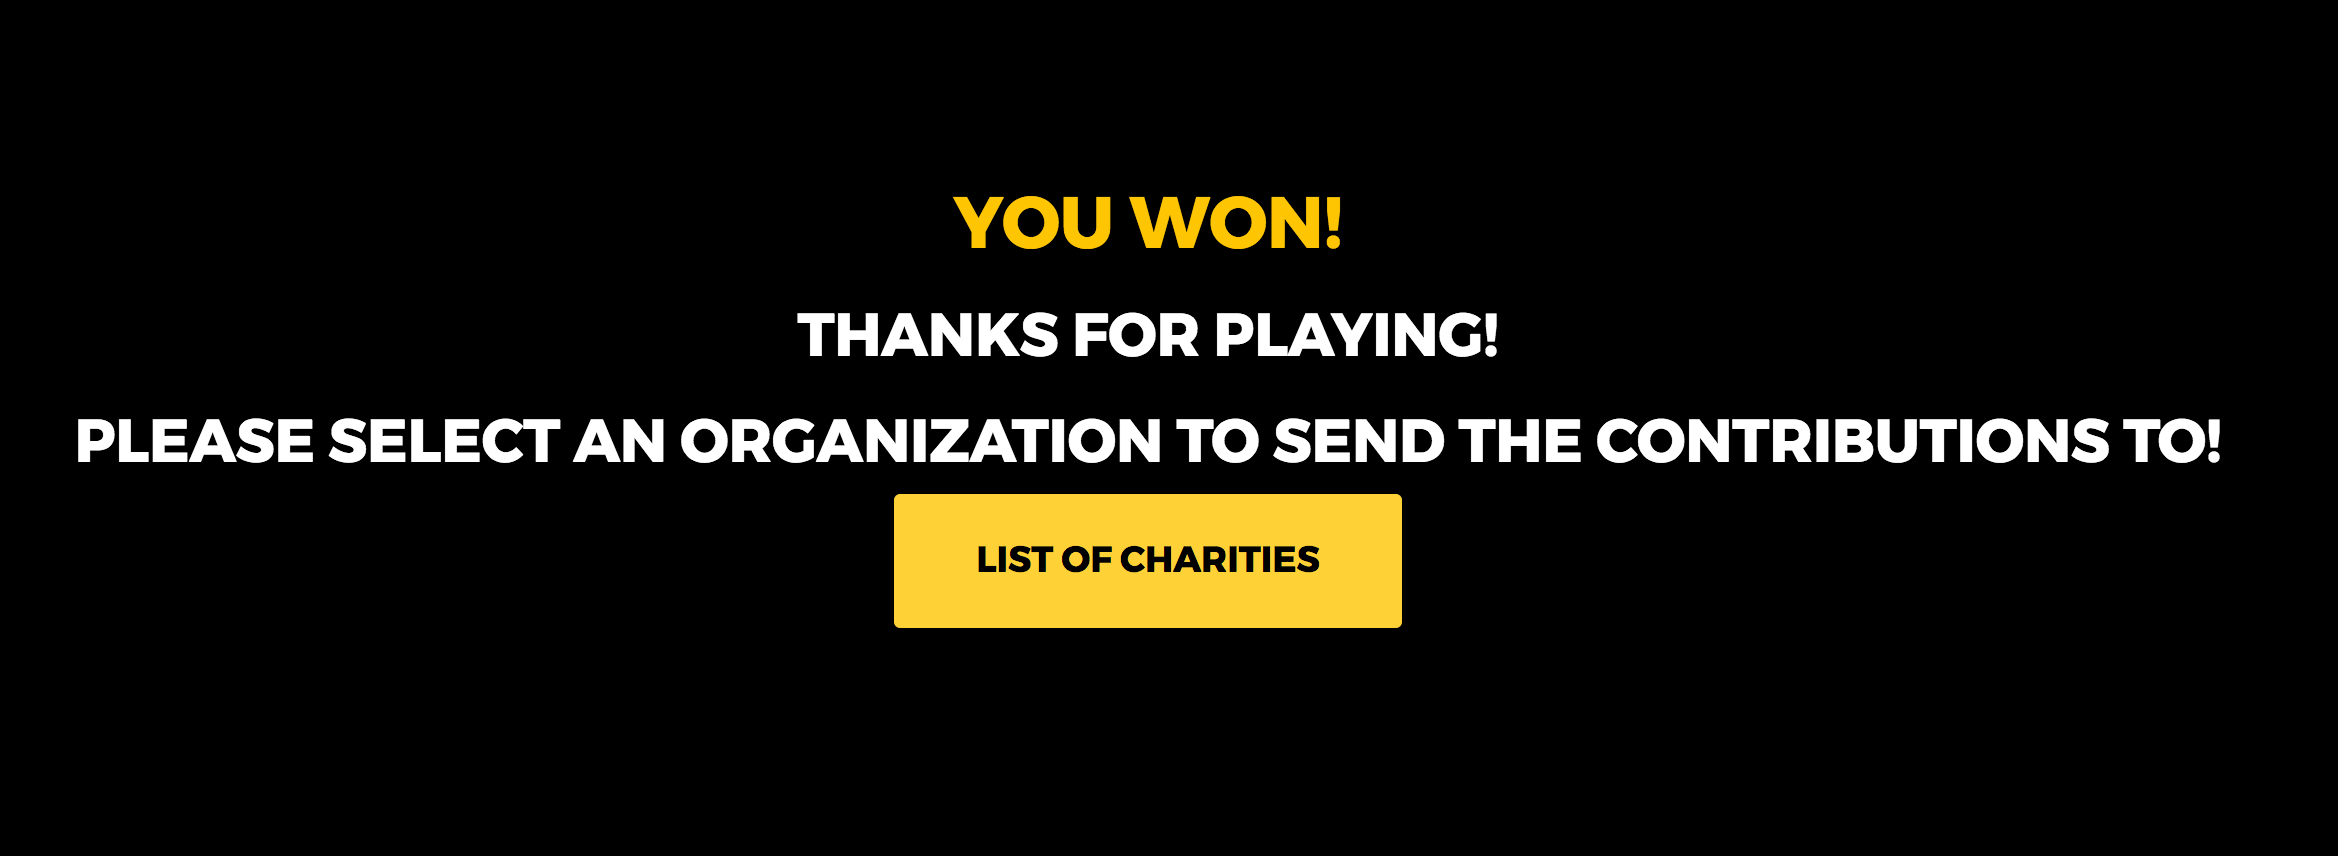 YOU WON!
THANKS FOR PLAYING!
PLEASE SELECT AN ORGANIZATION TO SEND THE CONTRIBUTIONS TO!
LIST OF CHARITIES